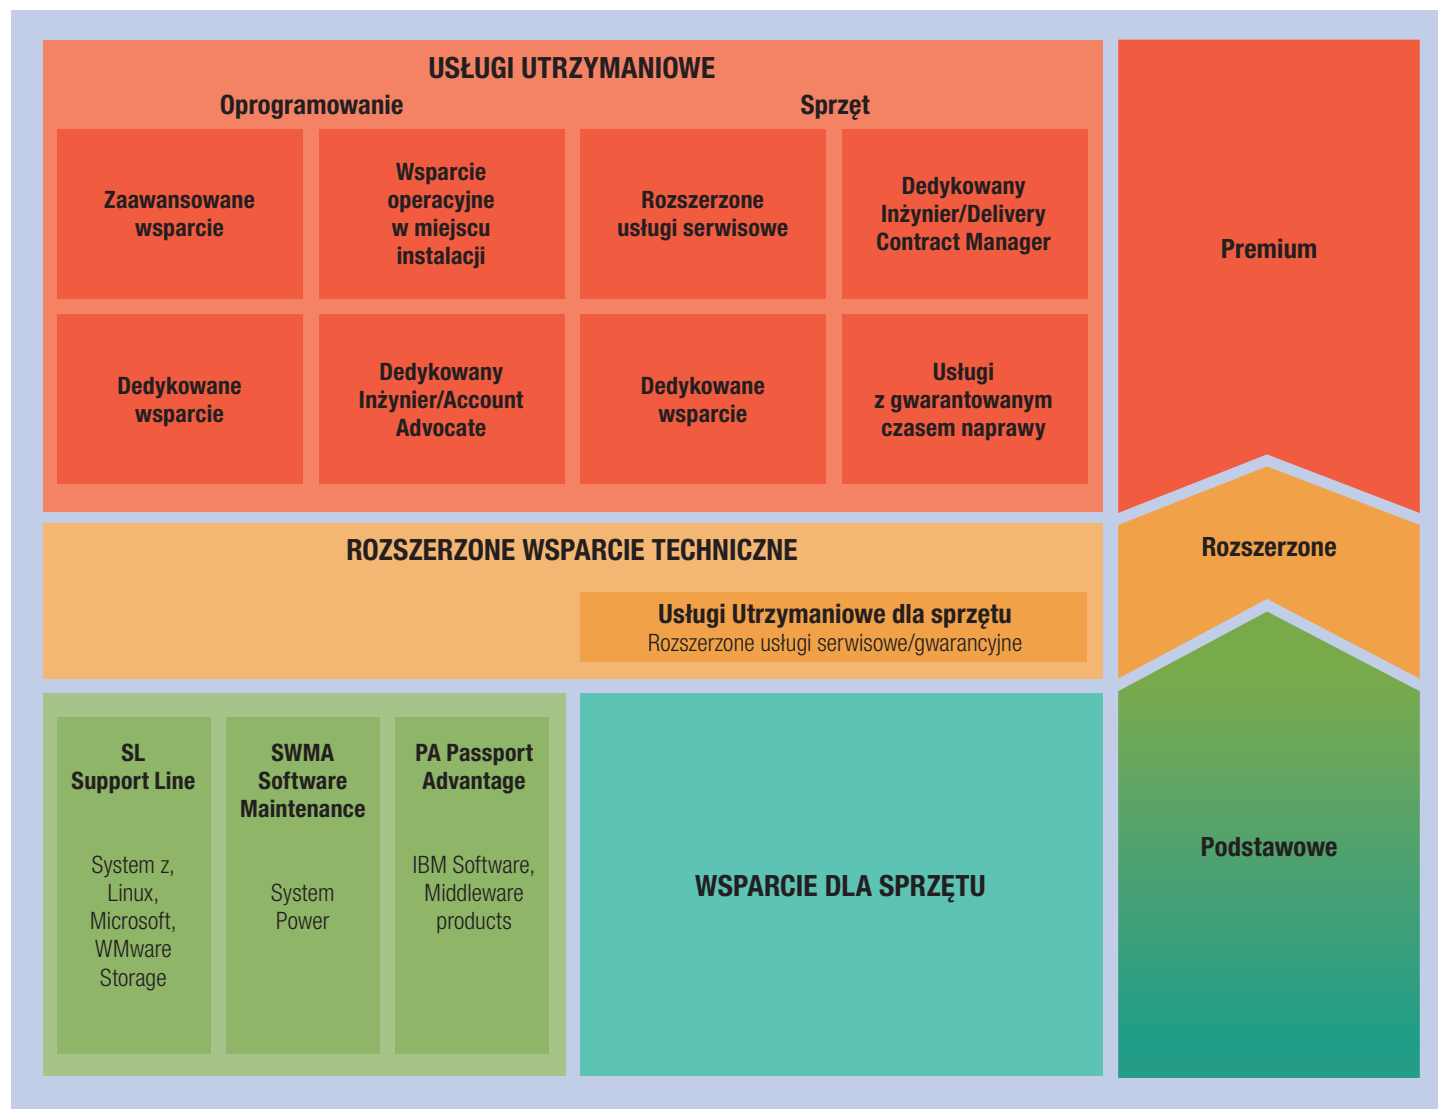 USŁUGI UTRZYMANIOWE
Oprogramowanie
Sprzęt
Zaawansowane
wsparcie
Wsparcie
operacyjne
w miejscu
instalacji
Rozszerzone
usługi serwisowe
Dedykowany
Inżynier/Delivery
Contract Manager
Premium
Dedykowane
wsparcie
Dedykowany
Inżynier/Account
Advocate
Dedykowane
wsparcie
Usługi
z gwarantowanym
czasem naprawy
ROZSZERZONE WSPARCIE TECHNICZNE
Rozszerzone
Usługi Utrzymaniowe dla sprzętu
Rozszerzone usługi serwisowe/gwarancyjne
SL
Support Line
System z,
Linux,
Microsoft,
WMware
Storage
SWMA
Software
Maintenance
System
Power
PA Passport
Advantage
IBM Software,
Middleware
products
WSPARCIE DLA SPRZĘTU
Podstawowe